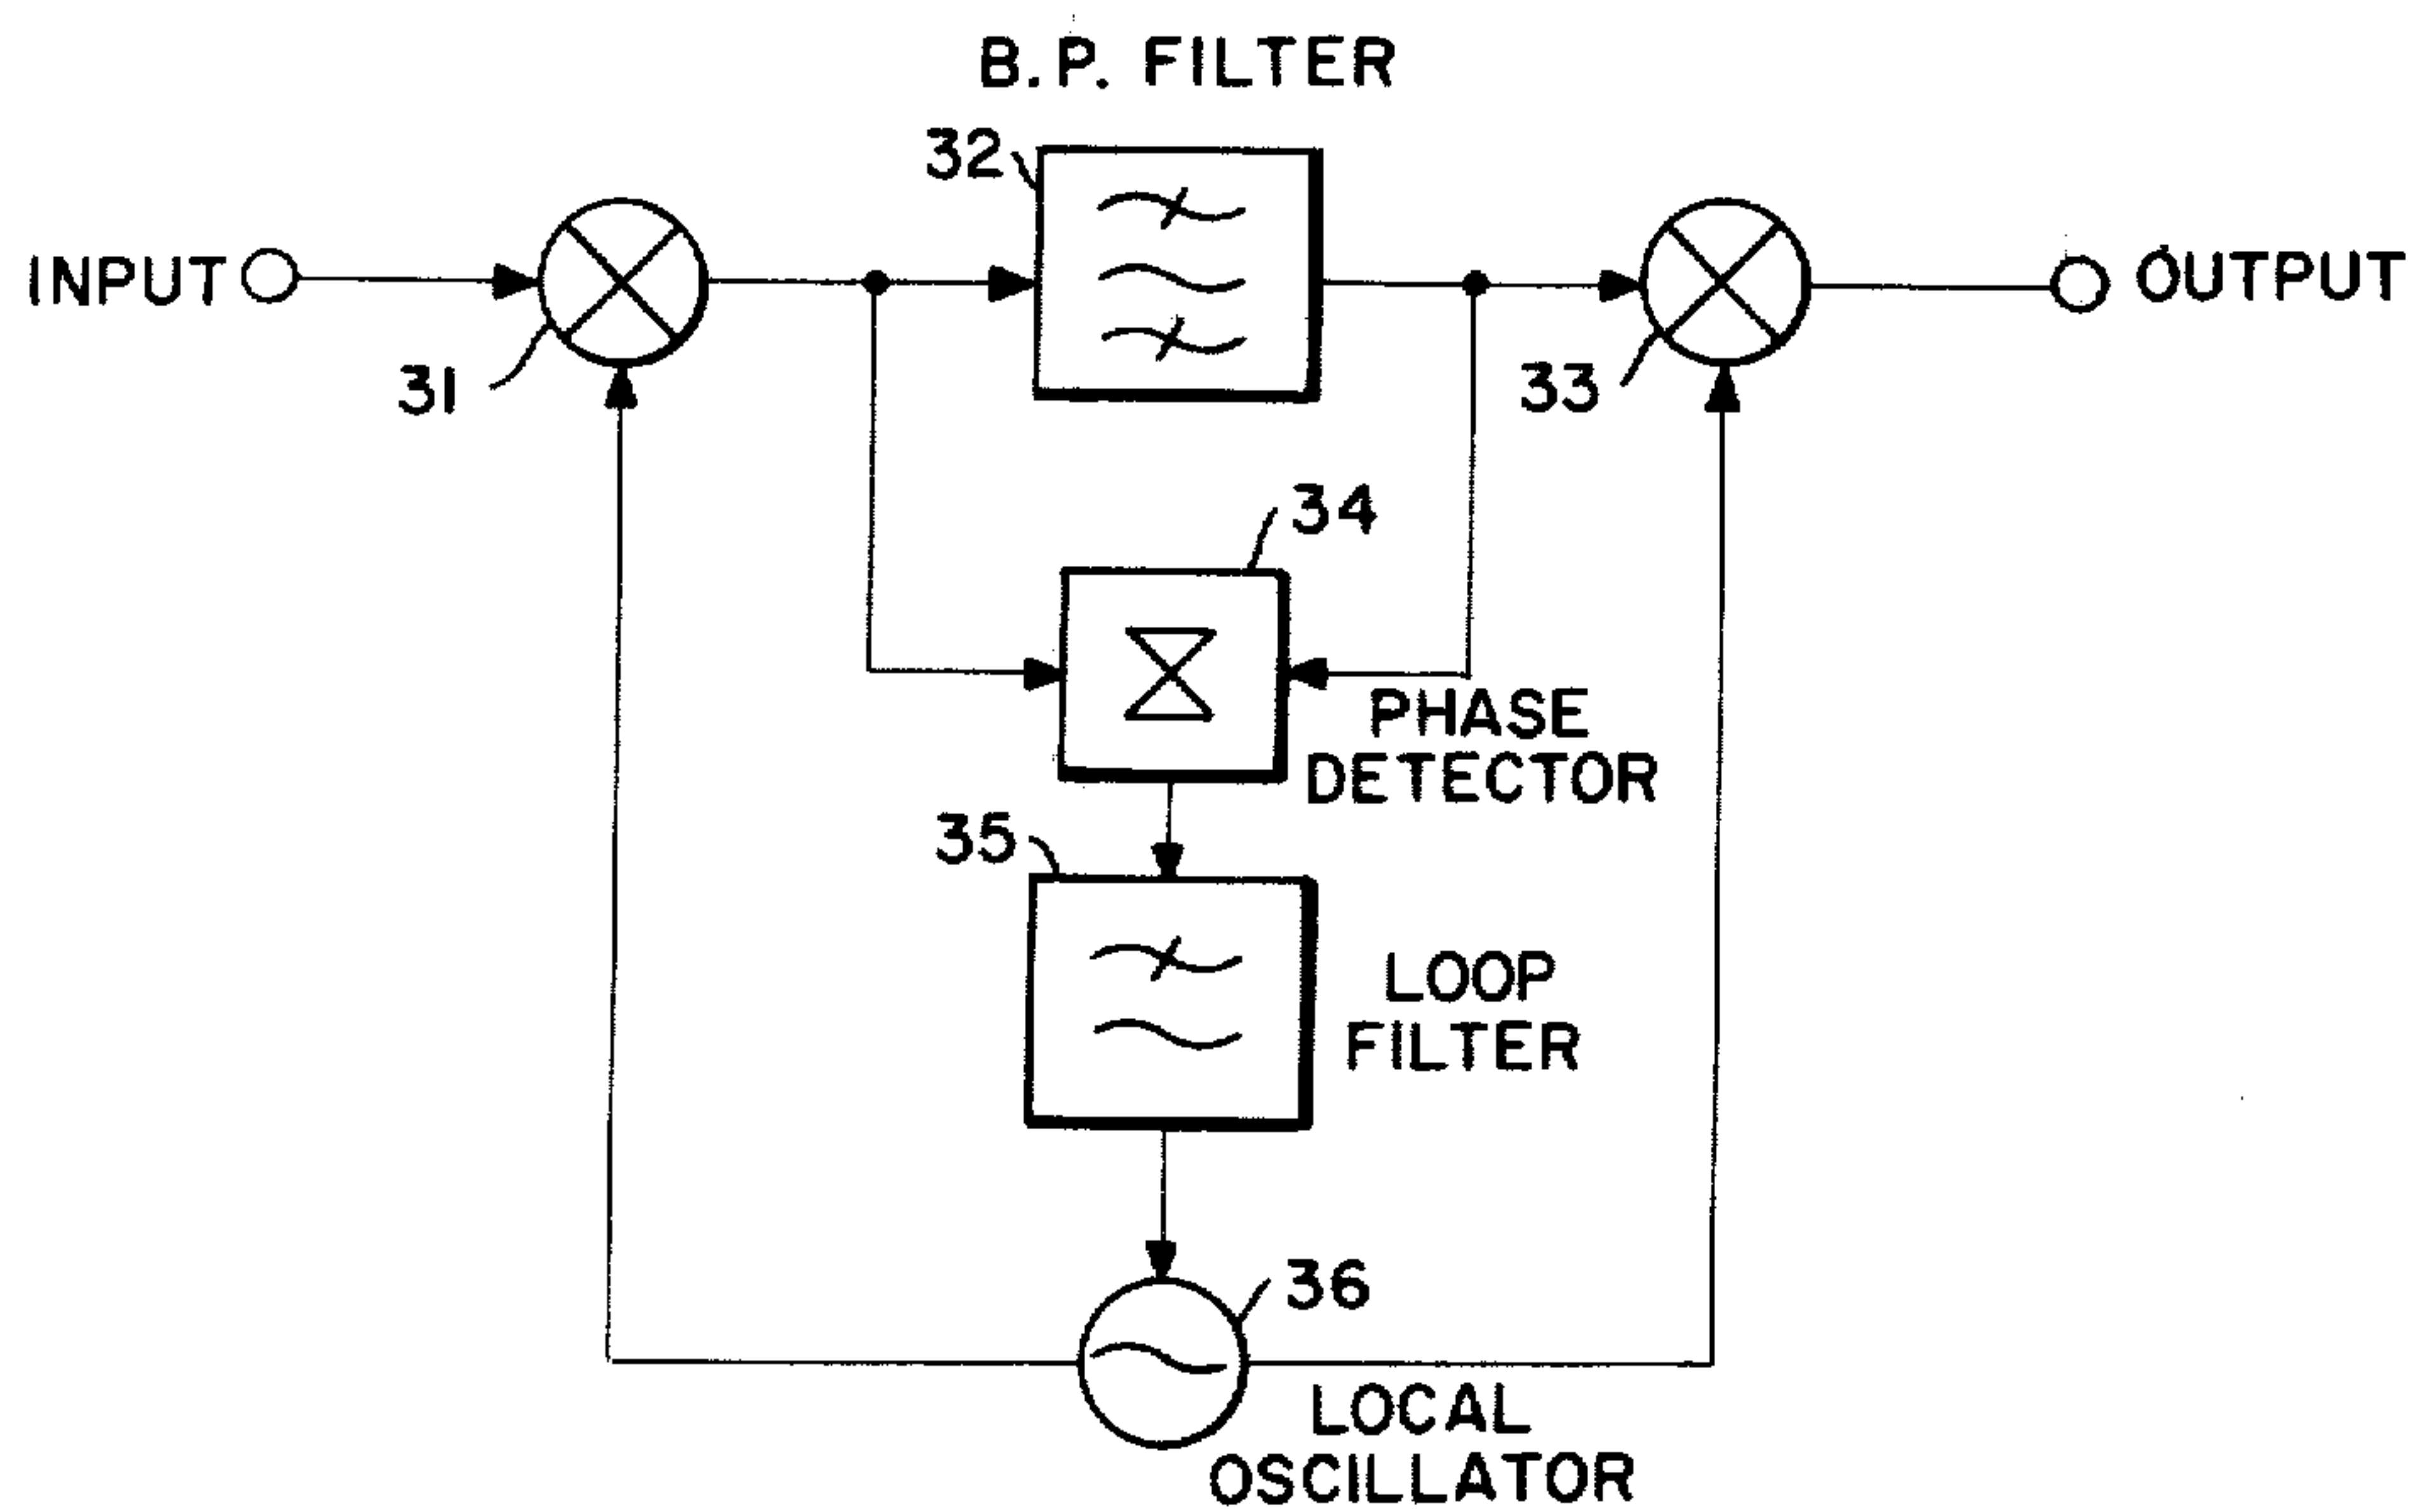 B.P. FILTER
32
INPUT
OUTPUT
31
33
34
PHASE
DETECTOR
35
LOOP
FILTER
36
LOCAL
OSCILLATOR